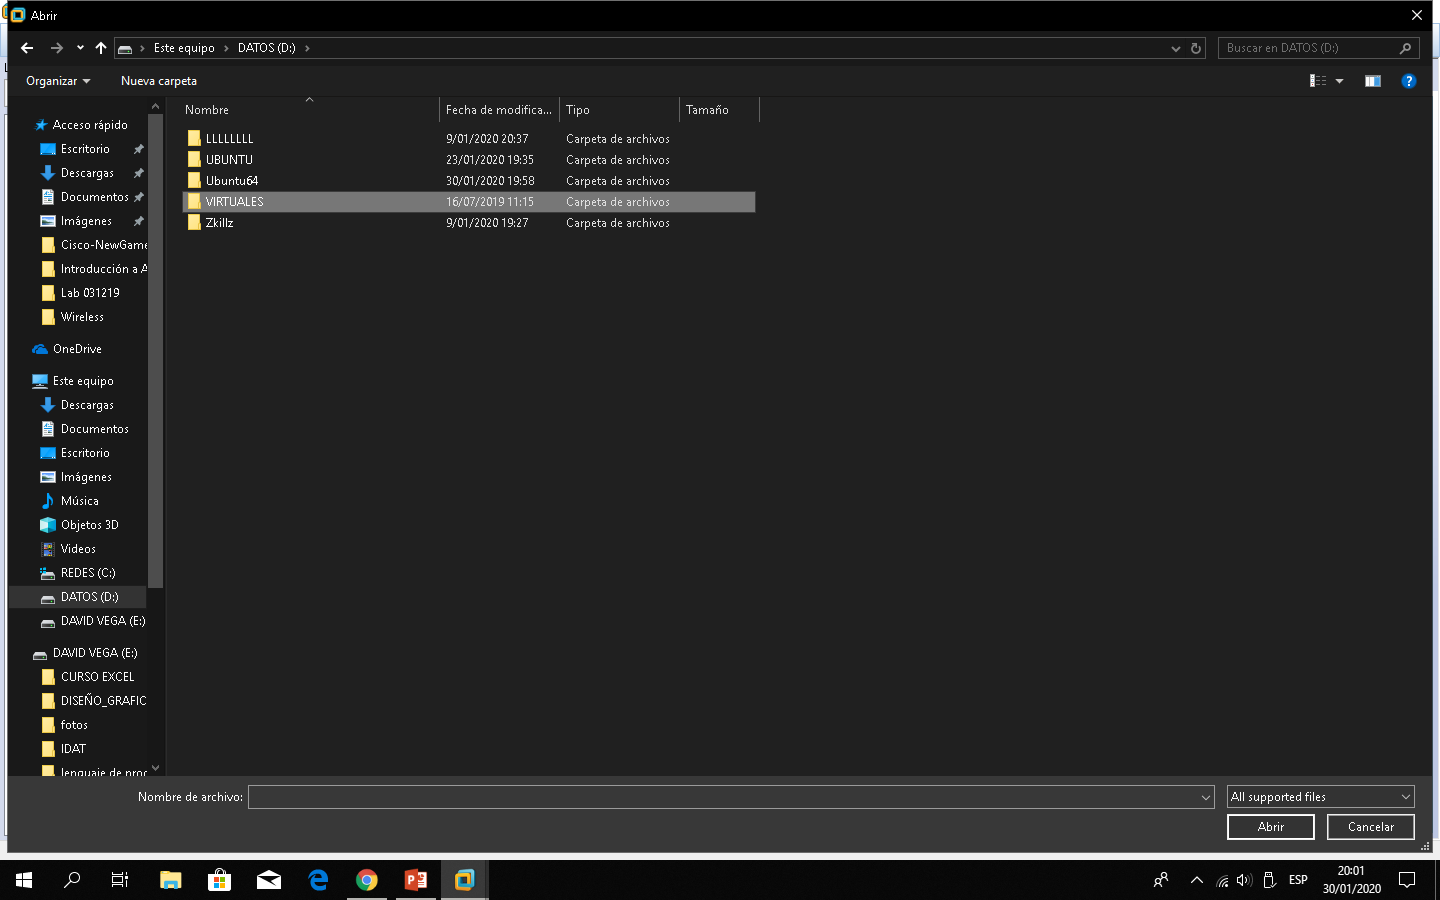 Abrir
Este equipo
DATOS (D:)
Buscar en DATOS (D:)
Organizar
Nueva carpeta
Nombre
Fecha de modifica...
Tipo
Tamaño
LLLLLLLL 9/01/2020 20:37 Carpeta de archivos
UBUNTU 23/01/2020 19:35 Carpeta de archivos
Ubuntu64 30/01/2020 19:58 Carpeta de archivos
VIRTUALES 16/07/2019 11:15 Carpeta de archivos
Zkillz 9/01/2020 19:27 Carpeta de archivos
Acceso rápido
Escritorio
Descargas
Documentos
Imágenes
Cisco-NewGame
Introducción a A
Lab 031219
Wireless
OneDrive
Este equipo
Descargas
Documentos
Escritorio
Imágenes
Música
Objetos 3D
Videos
REDES (C:)
DATOS (D:)
DAVID VEGA (E:)
DAVID VEGA (E:)
CURSO EXCEL
DISEÑO_GRAFIC
fotos
IDAT
lenguaje de proc
Nombre de archivo:
All supported files
Abrir
Cancelar
ESP
20:01
30/01/2020